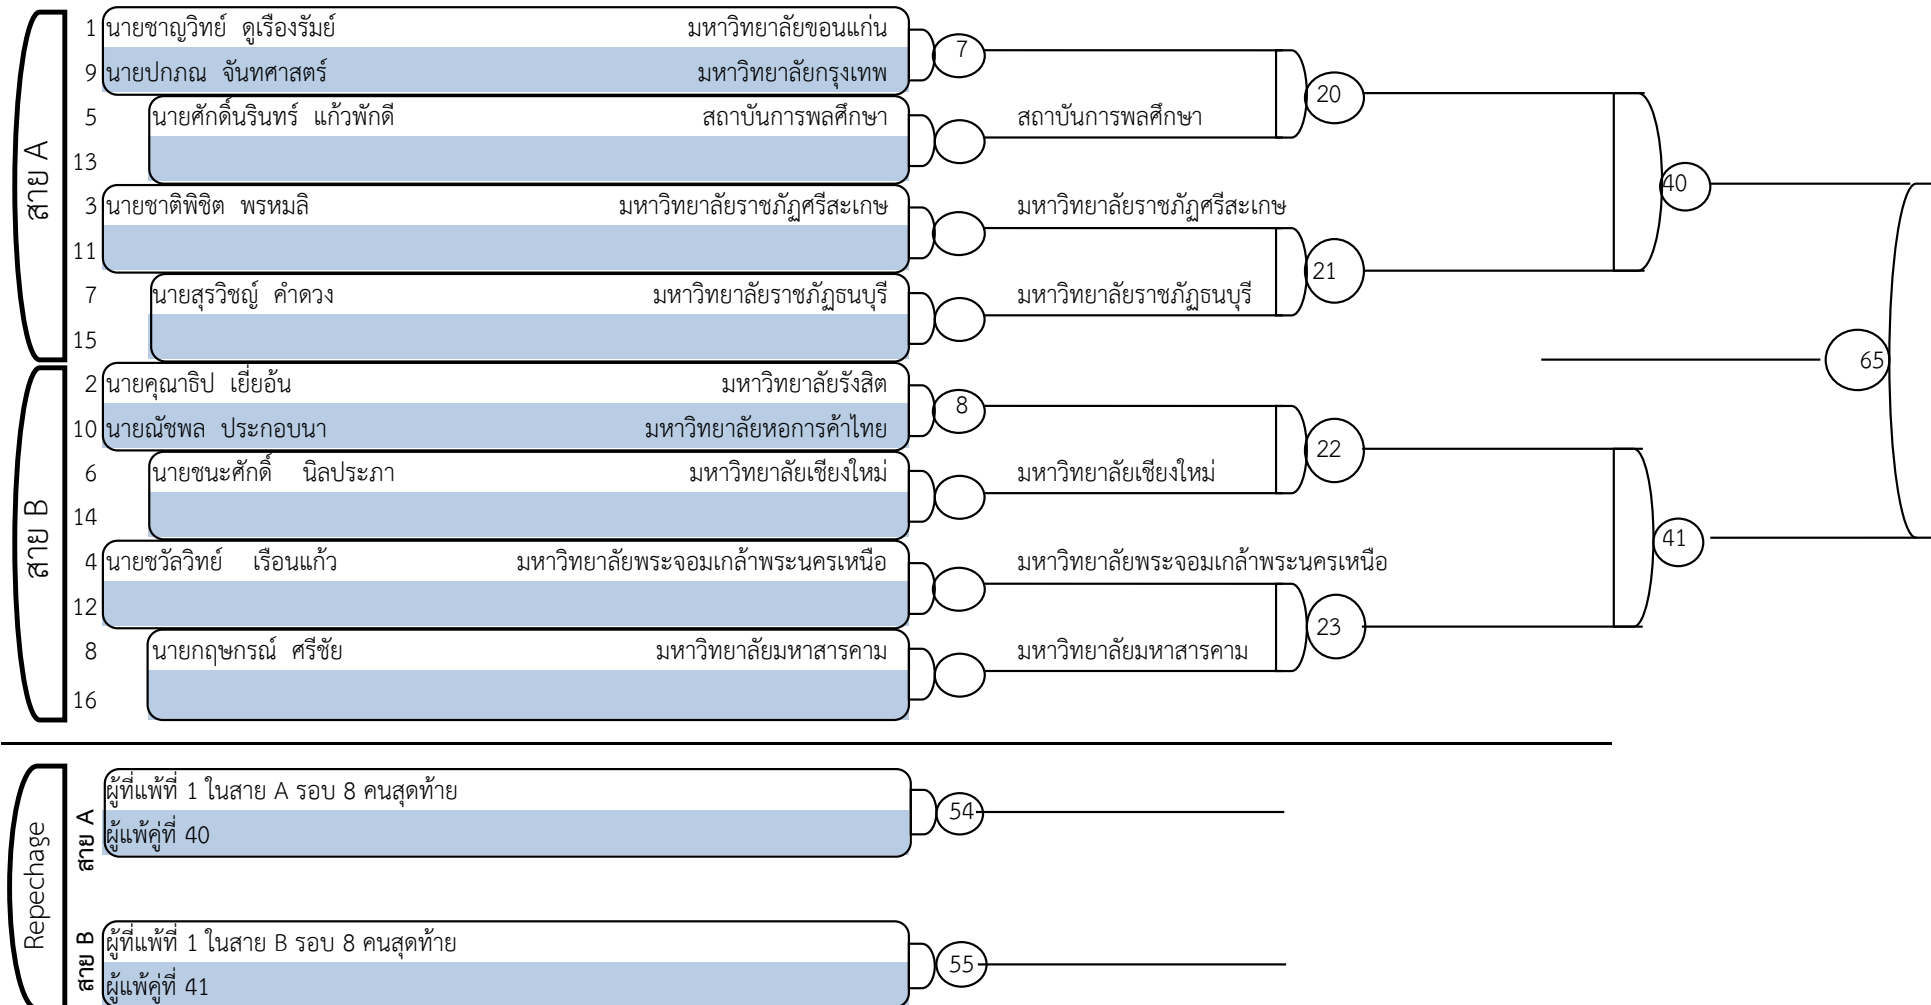 สาย A
1 นายชาญวิทย์ ดูเรืองรัมย์ มหาวิทยาลัยขอนแก่น
7
9 นายปกภณ จันทศาสตร์ มหาวิทยาลัยกรุงเทพ
20
5 นายศักดิ์นรินทร์ แก้วพักดี สถาบันการพลศึกษา สถาบันการพลศึกษา
13
40
3 นายชาติพิชิต พรหมลิ มหาวิทยาลัยราชภัฏศรีสะเกษ มหาวิทยาลัยราชภัฏศรีสะเกษ
11
21
7 นายสุรวิชญ์ คำดวง มหาวิทยาลัยราชภัฏธนบุรี มหาวิทยาลัยราชภัฏธนบุรี
15
65
สาย B
2 นายคุณาธิป เยี่ยอ้น มหาวิทยาลัยรังสิต
8
10 นายณัชพล ประกอบนา มหาวิทยาลัยหอการค้าไทย
22
6 นายชนะศักดิ์ นิลประภา มหาวิทยาลัยเชียงใหม่ มหาวิทยาลัยเชียงใหม่
14
41
4 นายชวัลวิทย์ เรือนแก้ว มหาวิทยาลัยพระจอมเกล้าพระนครเหนือ มหาวิทยาลัยพระจอมเกล้าพระนครเหนือ
12
23
8 นายกฤษกรณ์ ศรีชัย มหาวิทยาลัยมหาสารคาม มหาวิทยาลัยมหาสารคาม
16
Repechage
สาย A
ผู้ที่แพ้ที่ 1 ในสาย A รอบ 8 คนสุดท้าย
54
ผู้แพ้คู่ที่ 40
สาย B
ผู้ที่แพ้ที่ 1 ในสาย B รอบ 8 คนสุดท้าย
55
ผู้แพ้คู่ที่ 41